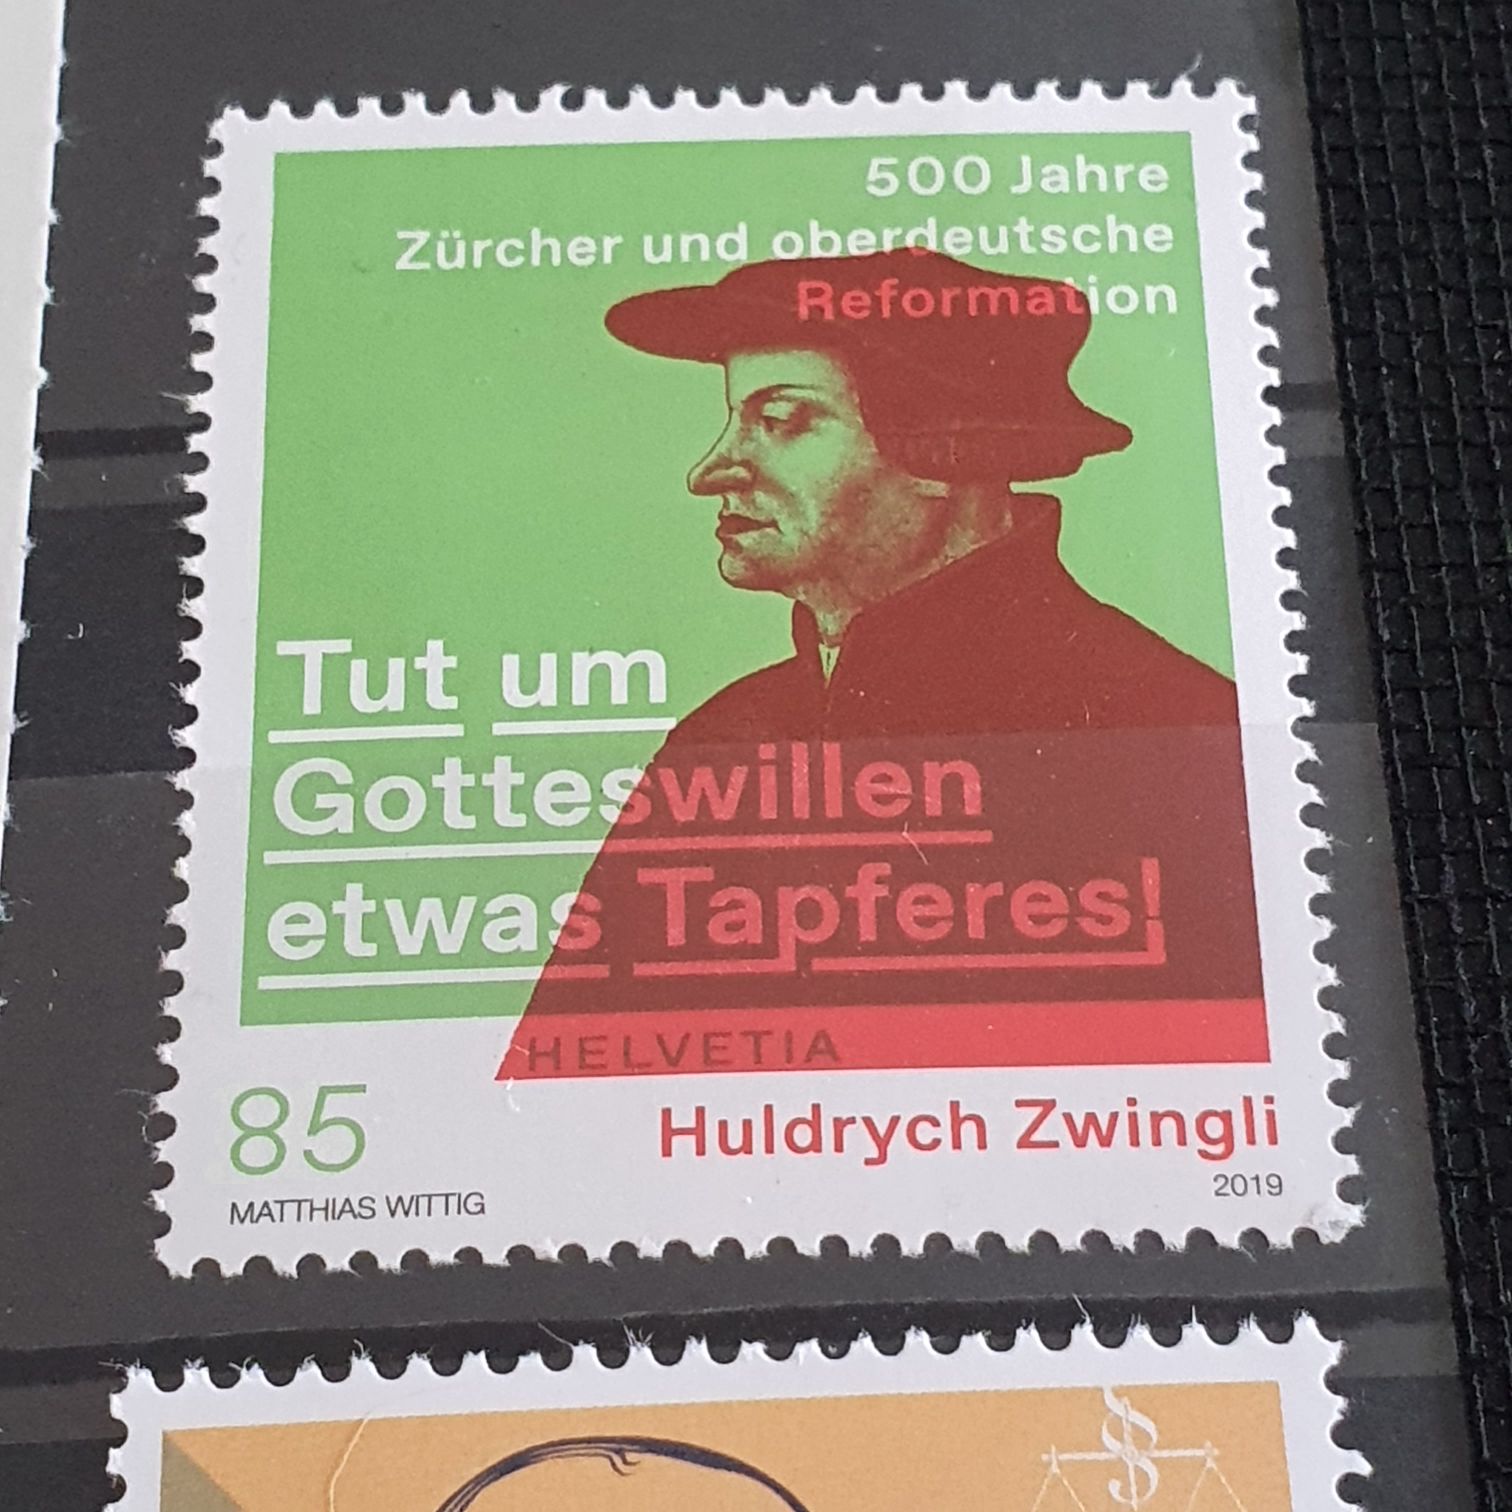 500 Jahre
Zürcher und oberdeutsche
Reformation
Tut um
Gotteswillen
etwas Tapferes!
HELVETIA
85
Huldrych Zwingli
MATTHIAS WITTIG
2019
§